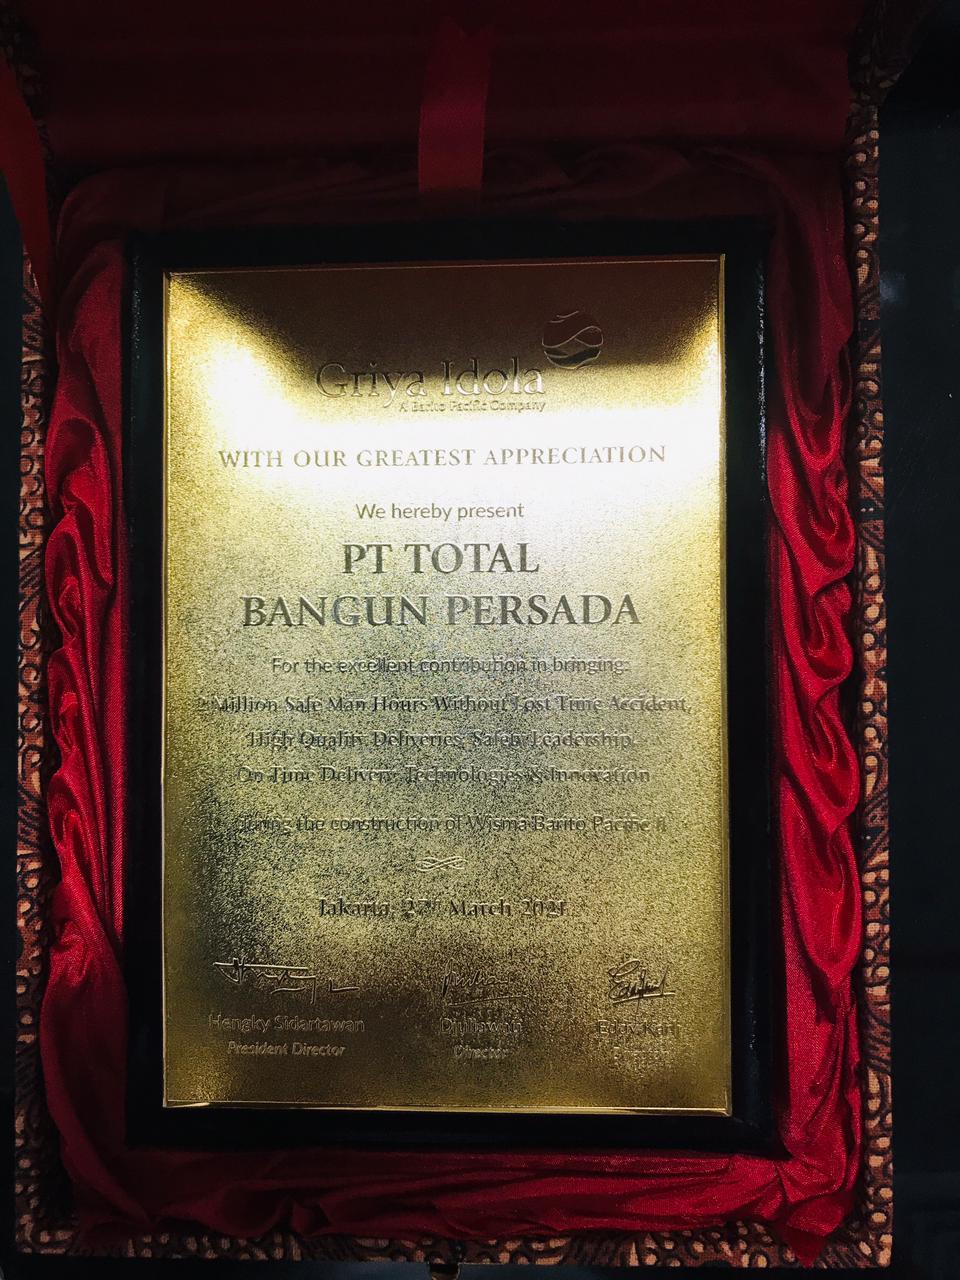 Griya Idola
A Barito Pacific Company
WITH OUR GREATEST APPRECIATION
We hereby present
PT TOTAL
BANGUN PERSADA
For the excellent contribution in bringing:
Million Safe Man Hours Without Lost Time Accident,
High Quality Deliveries, Safety Leadership,
On Time Delivery, Technologies & Innovation
during the construction of Wisma Barito Pacific II
Jakarta, 27th March 2021
Hengky Sidartawan
President Director
Director